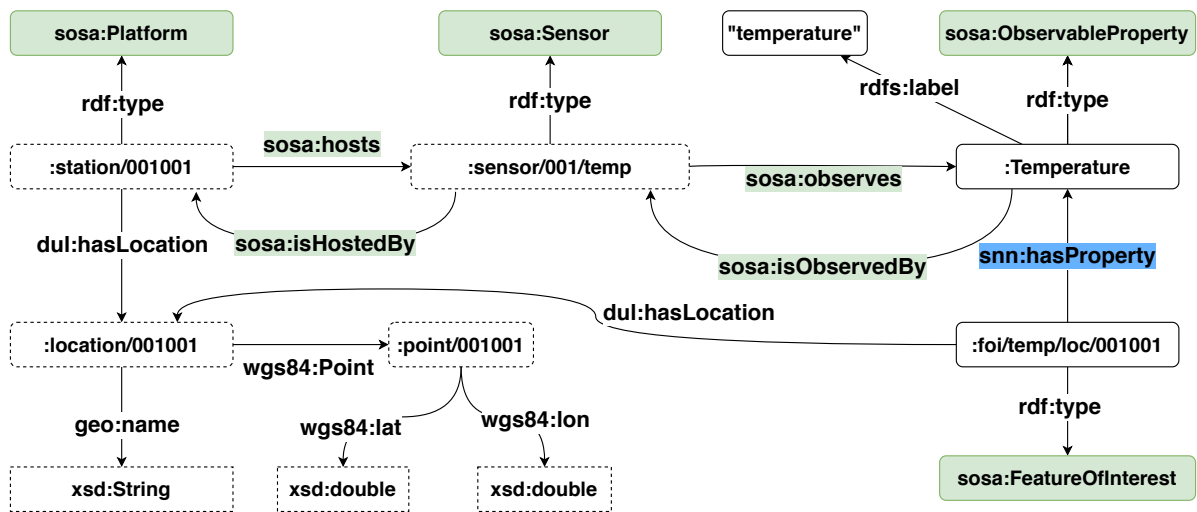 sosa:Platform
sosa:Sensor
"temperature"
sosa:ObservableProperty
rdf:type
rdf:type
rdfs:label
rdf:type
:station/001001
sosa:hosts
:sensor/001/temp
sosa:observes
:Temperature
dul:hasLocation
sosa:isHostedBy
sosa:isObservedBy
snn:hasProperty
dul:hasLocation
:location/001001
wgs84:Point
:point/001001
:foi/temp/loc/001001
geo:name
wgs84:lat
wgs84:lon
rdf:type
xsd:String
xsd:double
xsd:double
sosa:FeatureOfInterest